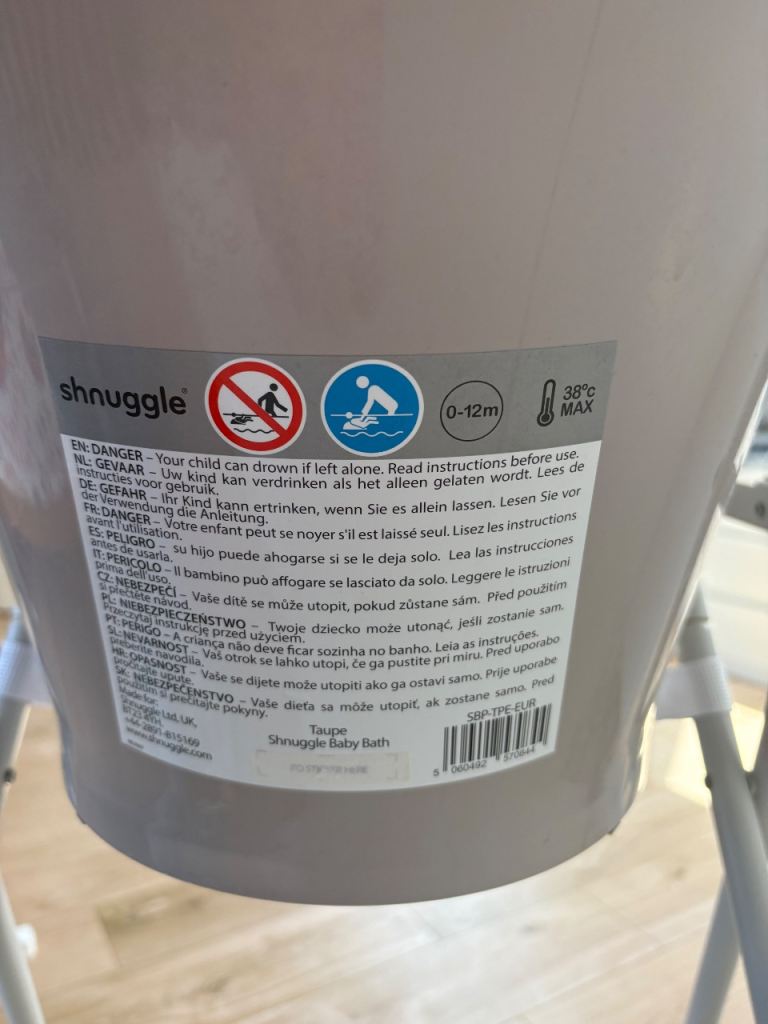 shnuggle®
0-12m
38°c
MAX
EN: DANGER – Your child can drown if left alone. Read instructions before use.
NL: GEVAAR – Uw kind kan verdrinken als het alleen gelaten wordt. Lees de
instructies voor gebruik.
DE: GEFAHR – Ihr Kind kann ertrinken, wenn Sie es allein lassen. Lesen Sie vor
der Verwendung die Anleitung.
FR: DANGER – Votre enfant peut se noyer s'il est laissé seul. Lisez les instructions
avant l'utilisation.
ES: PELIGRO – su hijo puede ahogarse si se le deja solo. Lea las instrucciones
antes de usarla.
IT: PERICOLO – Il bambino può affogare se lasciato da solo. Leggere le istruzioni
prima dell'uso.
CZ: NEBEZPEČÍ – Vaše dítě se může utopit, pokud zůstane sám. Před použitím
si přečtěte návod.
PL: NIEBEZPIECZEŃSTWO – Twoje dziecko może utonąć, jeśli zostanie sam.
Przeczytaj instrukcję przed użyciem.
PT: PERIGO – A criança não deve ficar sozinha no banho. Leia as instruções.
SL: NEVARNOST – Vaš otrok se lahko utopi, če ga pustite pri miru. Pred uporabo
preberite navodila.
HR: OPASNOST – Vaše se dijete može utopiti ako ga ostavi samo. Prije uporabe
pročitajte upute.
SK: NEBEZPEČENSTVO – Vaše dieťa sa môže utopiť, ak zostane samo. Pred
použitím si prečítajte pokyny.
Made for:
Shnuggle Ltd, UK,
BT23 4YH.
+44-2891-815169
www.shnuggle.com
Taupe
Shnuggle Baby Bath
SBP-TPE-EUR
5 060492 570844